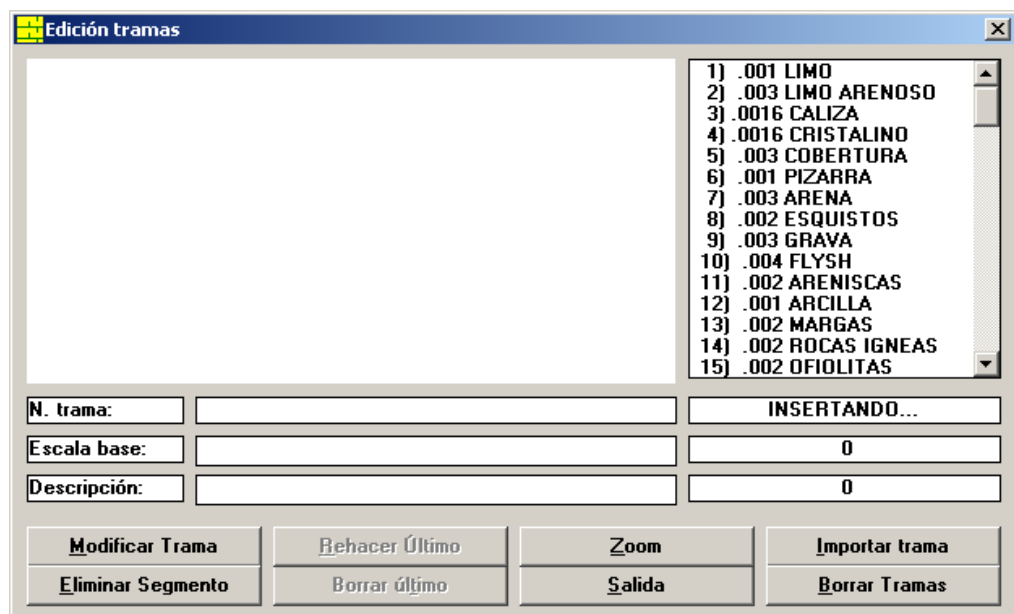 Edición tramas
1) .001 LIMO
2) .003 LIMO ARENOSO
3) .0016 CALIZA
4) .0016 CRISTALINO
5) .003 COBERTURA
6) .001 PIZARRA
7) .003 ARENA
8) .002 ESQUISTOS
9) .003 GRAVA
10) .004 FLYSH
11) .002 ARENISCAS
12) .001 ARCILLA
13) .002 MARGAS
14) .002 ROCAS IGNEAS
15) .002 OFIOLITAS
N. trama: INSERTANDO...
Escala base: 0
Descripción: 0
Modificar Trama Rehacer Último Zoom Importar trama
Eliminar Segmento Borrar último Salida Borrar Tramas